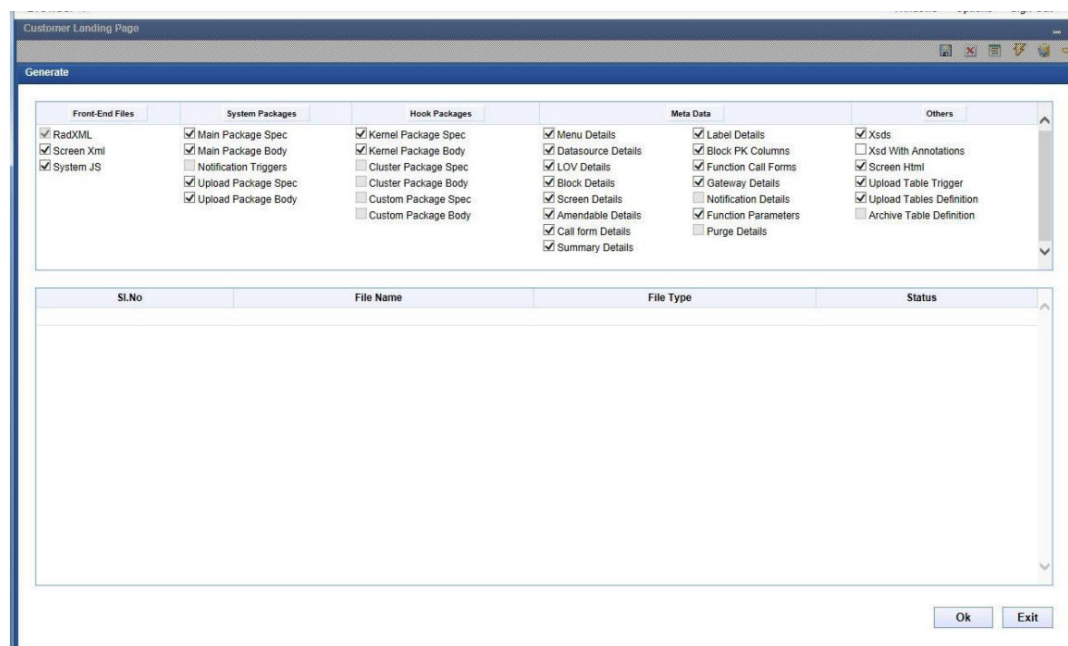 Customer Landing Page
Generate
Front-End Files
System Packages
Hook Packages
Meta Data
Others
RadXML
Screen Xml
System JS
Main Package Spec
Main Package Body
Notification Triggers
Upload Package Spec
Upload Package Body
Kernel Package Spec
Kernel Package Body
Cluster Package Spec
Cluster Package Body
Custom Package Spec
Custom Package Body
Menu Details
Datasource Details
LOV Details
Block Details
Screen Details
Amendable Details
Call form Details
Summary Details
Label Details
Block PK Columns
Function Call Forms
Gateway Details
Notification Details
Function Parameters
Purge Details
Xsds
Xsd With Annotations
Screen Html
Upload Table Trigger
Upload Tables Definition
Archive Table Definition
Sl.No File Name File Type Status
Ok Exit